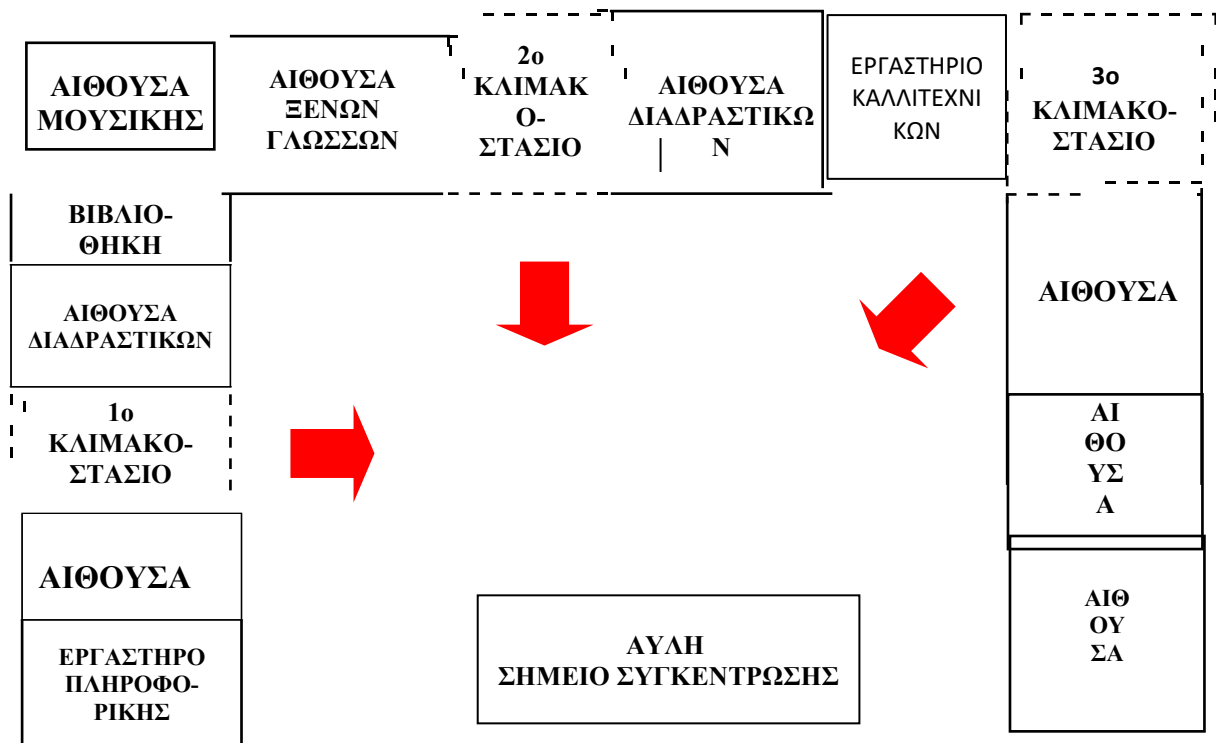 ΑΙΘΟΥΣΑ
ΜΟΥΣΙΚΗΣ
ΑΙΘΟΥΣΑ
ΞΕΝΩΝ
ΓΛΩΣΣΩΝ
2ο
ΚΛΙΜΑΚ
Ο-
ΣΤΑΣΙΟ
ΑΙΘΟΥΣΑ
ΔΙΑΔΡΑΣΤΙΚΩ
Ν
ΕΡΓΑΣΤΗΡΙΟ
ΚΑΛΛΙΤΕΧΝΙ
ΚΩΝ
3ο
ΚΛΙΜΑΚΟ-
ΣΤΑΣΙΟ
ΒΙΒΛΙΟ-
ΘΗΚΗ
ΑΙΘΟΥΣΑ
ΔΙΑΔΡΑΣΤΙΚΩΝ
1ο
ΚΛΙΜΑΚΟ-
ΣΤΑΣΙΟ
ΑΙΘΟΥΣΑ
ΕΡΓΑΣΤΗΡΟ
ΠΛΗΡΟΦΟ-
ΡΙΚΗΣ
ΑΥΛΗ
ΣΗΜΕΙΟ ΣΥΓΚΕΝΤΡΩΣΗΣ
ΑΙΘΟΥΣΑ
ΑΙ
ΘΟ
ΥΣ
Α
ΑΙΘ
ΟΥ
ΣΑ